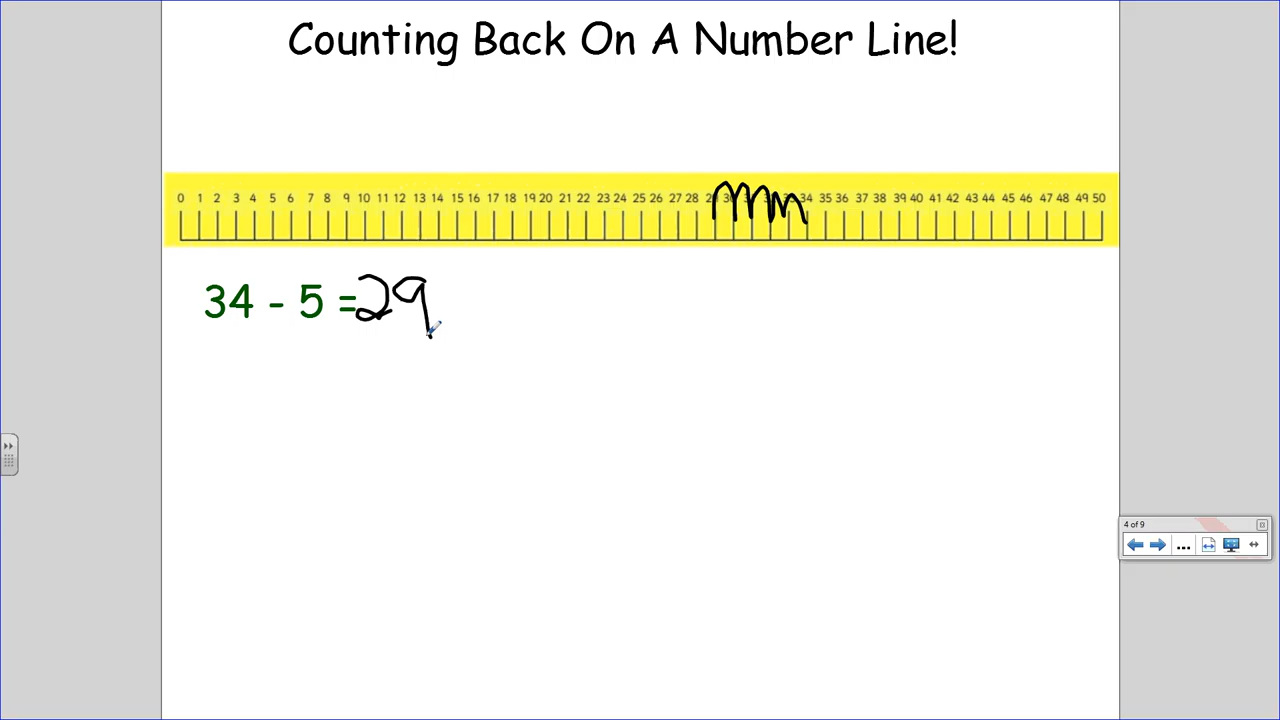 Counting Back On A Number Line!
0 1 2 3 4 5 6 7 8 9 10 11 12 13 14 15 16 17 18 19 20 21 22 23 24 25 26 27 28 29 30 34 35 36 37 38 39 40 41 42 43 44 45 46 47 48 49 50
34 - 5 =29
4 of 9